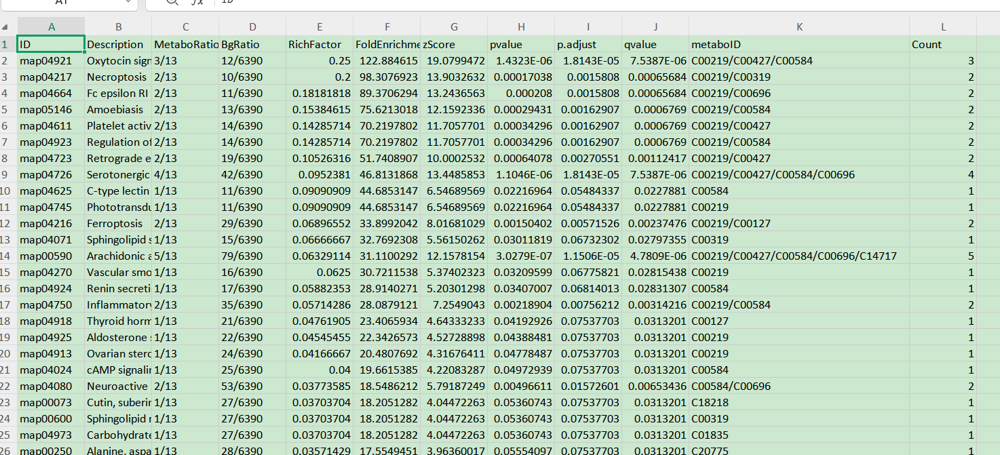 A1 fx ID
A B C D E F G H I J K L
1 ID Description MetaboRatio BgRatio RichFactor FoldEnrichme zScore pvalue p.adjust qvalue metaboID Count
2 map04921 Oxytocin sign 3/13 12/6390 0.25 122.884615 19.0799472 1.4323E-06 1.8143E-05 7.5387E-06 C00219/C00427/C00584 3
3 map04217 Necroptosis 2/13 10/6390 0.2 98.3076923 13.9032632 0.00017038 0.0015808 0.00065684 C00219/C00319 2
4 map04664 Fc epsilon RI 2/13 11/6390 0.18181818 89.3706294 13.2436563 0.000208 0.0015808 0.00065684 C00219/C00696 2
5 map05146 Amoebiasis 2/13 13/6390 0.15384615 75.6213018 12.1592336 0.00029431 0.00162907 0.0006769 C00219/C00584 2
6 map04611 Platelet activ 2/13 14/6390 0.14285714 70.2197802 11.7057701 0.00034296 0.00162907 0.0006769 C00219/C00427 2
7 map04923 Regulation of 2/13 14/6390 0.14285714 70.2197802 11.7057701 0.00034296 0.00162907 0.0006769 C00219/C00584 2
8 map04723 Retrograde e 2/13 19/6390 0.10526316 51.7408907 10.0002532 0.00064078 0.00270551 0.00112417 C00219/C00427 2
9 map04726 Serotonergic 4/13 42/6390 0.0952381 46.8131868 13.4485853 1.1046E-06 1.8143E-05 7.5387E-06 C00219/C00427/C00584/C00696 4
10 map04625 C-type lectin 1/13 11/6390 0.09090909 44.6853147 6.54689569 0.02216964 0.05484337 0.0227881 C00584 1
11 map04745 Phototransdu 1/13 11/6390 0.09090909 44.6853147 6.54689569 0.02216964 0.05484337 0.0227881 C00219 1
12 map04216 Ferroptosis 2/13 29/6390 0.06896552 33.8992042 8.01681029 0.00150402 0.00571526 0.00237476 C00219/C00127 2
13 map04071 Sphingolipid s 1/13 15/6390 0.06666667 32.7692308 5.56150262 0.03011819 0.06732302 0.02797355 C00319 1
14 map00590 Arachidonic a 5/13 79/6390 0.06329114 31.1100292 12.1578154 3.0279E-07 1.1506E-05 4.7809E-06 C00219/C00427/C00584/C00696/C14717 5
15 map04270 Vascular smo 1/13 16/6390 0.0625 30.7211538 5.37402323 0.03209599 0.06775821 0.02815438 C00219 1
16 map04924 Renin secreti 1/13 17/6390 0.05882353 28.9140271 5.20301298 0.03407007 0.06814013 0.02831307 C00584 1
17 map04750 Inflammatory 2/13 35/6390 0.05714286 28.0879121 7.2549043 0.00218904 0.00756212 0.00314216 C00219/C00584 2
18 map04918 Thyroid horm 1/13 21/6390 0.04761905 23.4065934 4.64333233 0.04192926 0.07537703 0.0313201 C00127 1
19 map04925 Aldosterone s 1/13 22/6390 0.04545455 22.3426573 4.52728898 0.04388481 0.07537703 0.0313201 C00219 1
20 map04913 Ovarian stero 1/13 24/6390 0.04166667 20.4807692 4.31676411 0.04778487 0.07537703 0.0313201 C00219 1
21 map04024 cAMP signalin 1/13 25/6390 0.04 19.6615385 4.22083287 0.04972939 0.07537703 0.0313201 C00584 1
22 map04080 Neuroactive 2/13 53/6390 0.03773585 18.5486212 5.79187249 0.00496611 0.01572601 0.00653436 C00584/C00696 2
23 map00073 Cutin, suberin 1/13 27/6390 0.03703704 18.2051282 4.04472263 0.05360743 0.07537703 0.0313201 C18218 1
24 map00600 Sphingolipid r 1/13 27/6390 0.03703704 18.2051282 4.04472263 0.05360743 0.07537703 0.0313201 C00319 1
25 map04973 Carbohydrate 1/13 27/6390 0.03703704 18.2051282 4.04472263 0.05360743 0.07537703 0.0313201 C01835 1
26 map00250 Alanine, aspa 1/13 28/6390 0.03571429 17.5549451 3.96360017 0.05554097 0.07537703 0.0313201 C20775 1